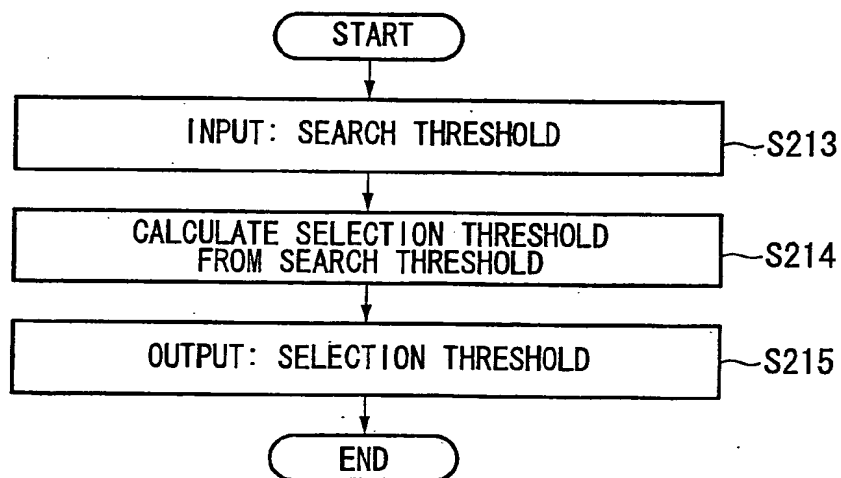 START
INPUT: SEARCH THRESHOLD
S213
CALCULATE SELECTION THRESHOLD
FROM SEARCH THRESHOLD
S214
OUTPUT: SELECTION THRESHOLD
S215
END